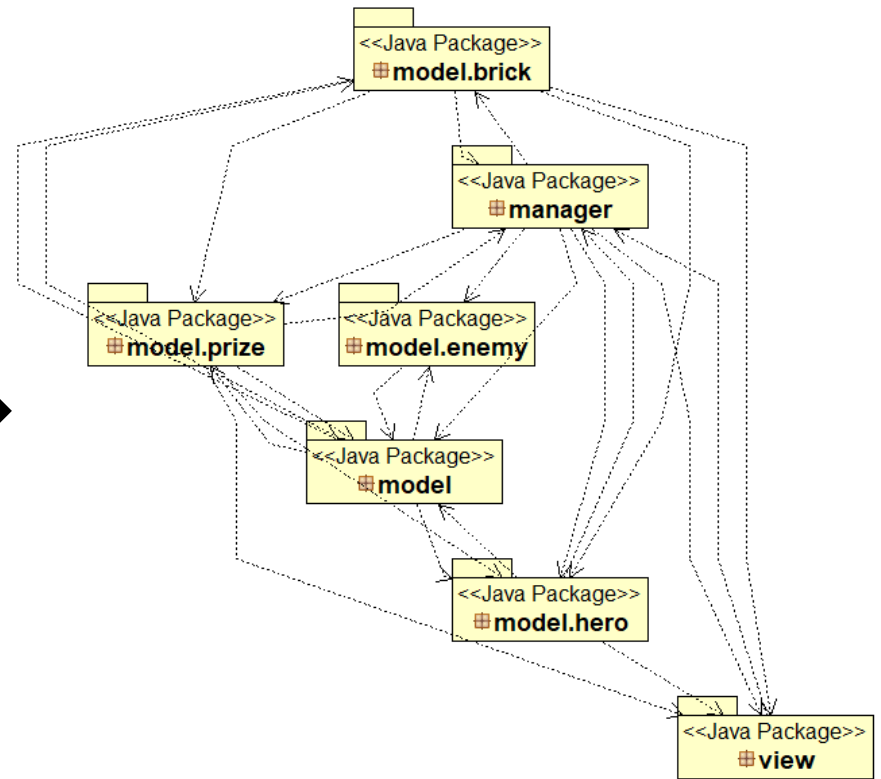 <<Java Package>>
model.brick
<<Java Package>>
manager
<<Java Package>>
model.prize
<<Java Package>>
model.enemy
<<Java Package>>
model
<<Java Package>>
model.hero
<<Java Package>>
view